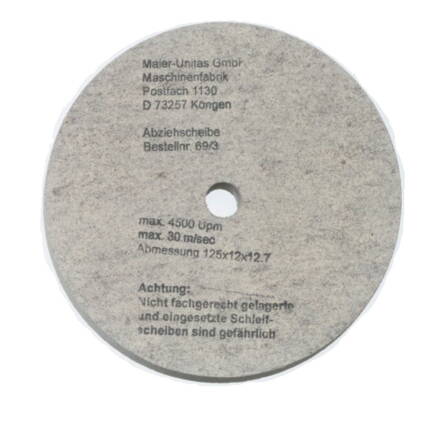 Maier-Unitas GmbH
Maschinenfabrik
Postfach 1130
D 73257 Köngen
Abziehscheibe
Bestellnr. 69/3
max. 4500 Upm
max. 30 m/sec
Abmessung 125x12x12.7
Achtung:
Nicht fachgerecht gelagerte
und eingesetzte Schleif-
scheiben sind gefährlich